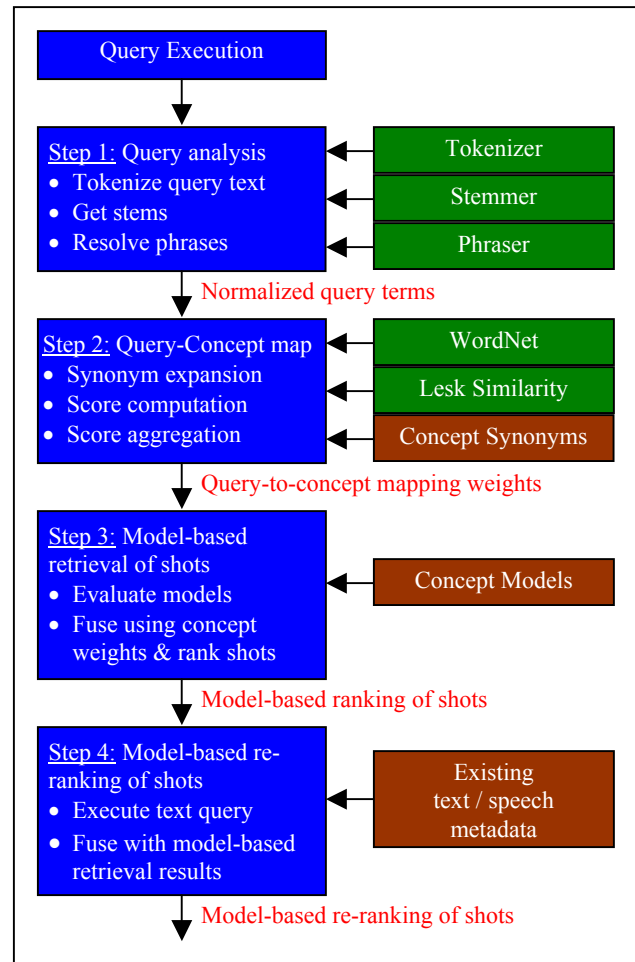 Query Execution
Step 1: Query analysis
• Tokenize query text
• Get stems
• Resolve phrases
Tokenizer
Stemmer
Phraser
Normalized query terms
Step 2: Query-Concept map
• Synonym expansion
• Score computation
• Score aggregation
WordNet
Lesk Similarity
Concept Synonyms
Query-to-concept mapping weights
Step 3: Model-based
retrieval of shots
• Evaluate models
• Fuse using concept
weights & rank shots
Concept Models
Model-based ranking of shots
Step 4: Model-based re-
ranking of shots
• Execute text query
• Fuse with model-based
retrieval results
Existing
text / speech
metadata
Model-based re-ranking of shots